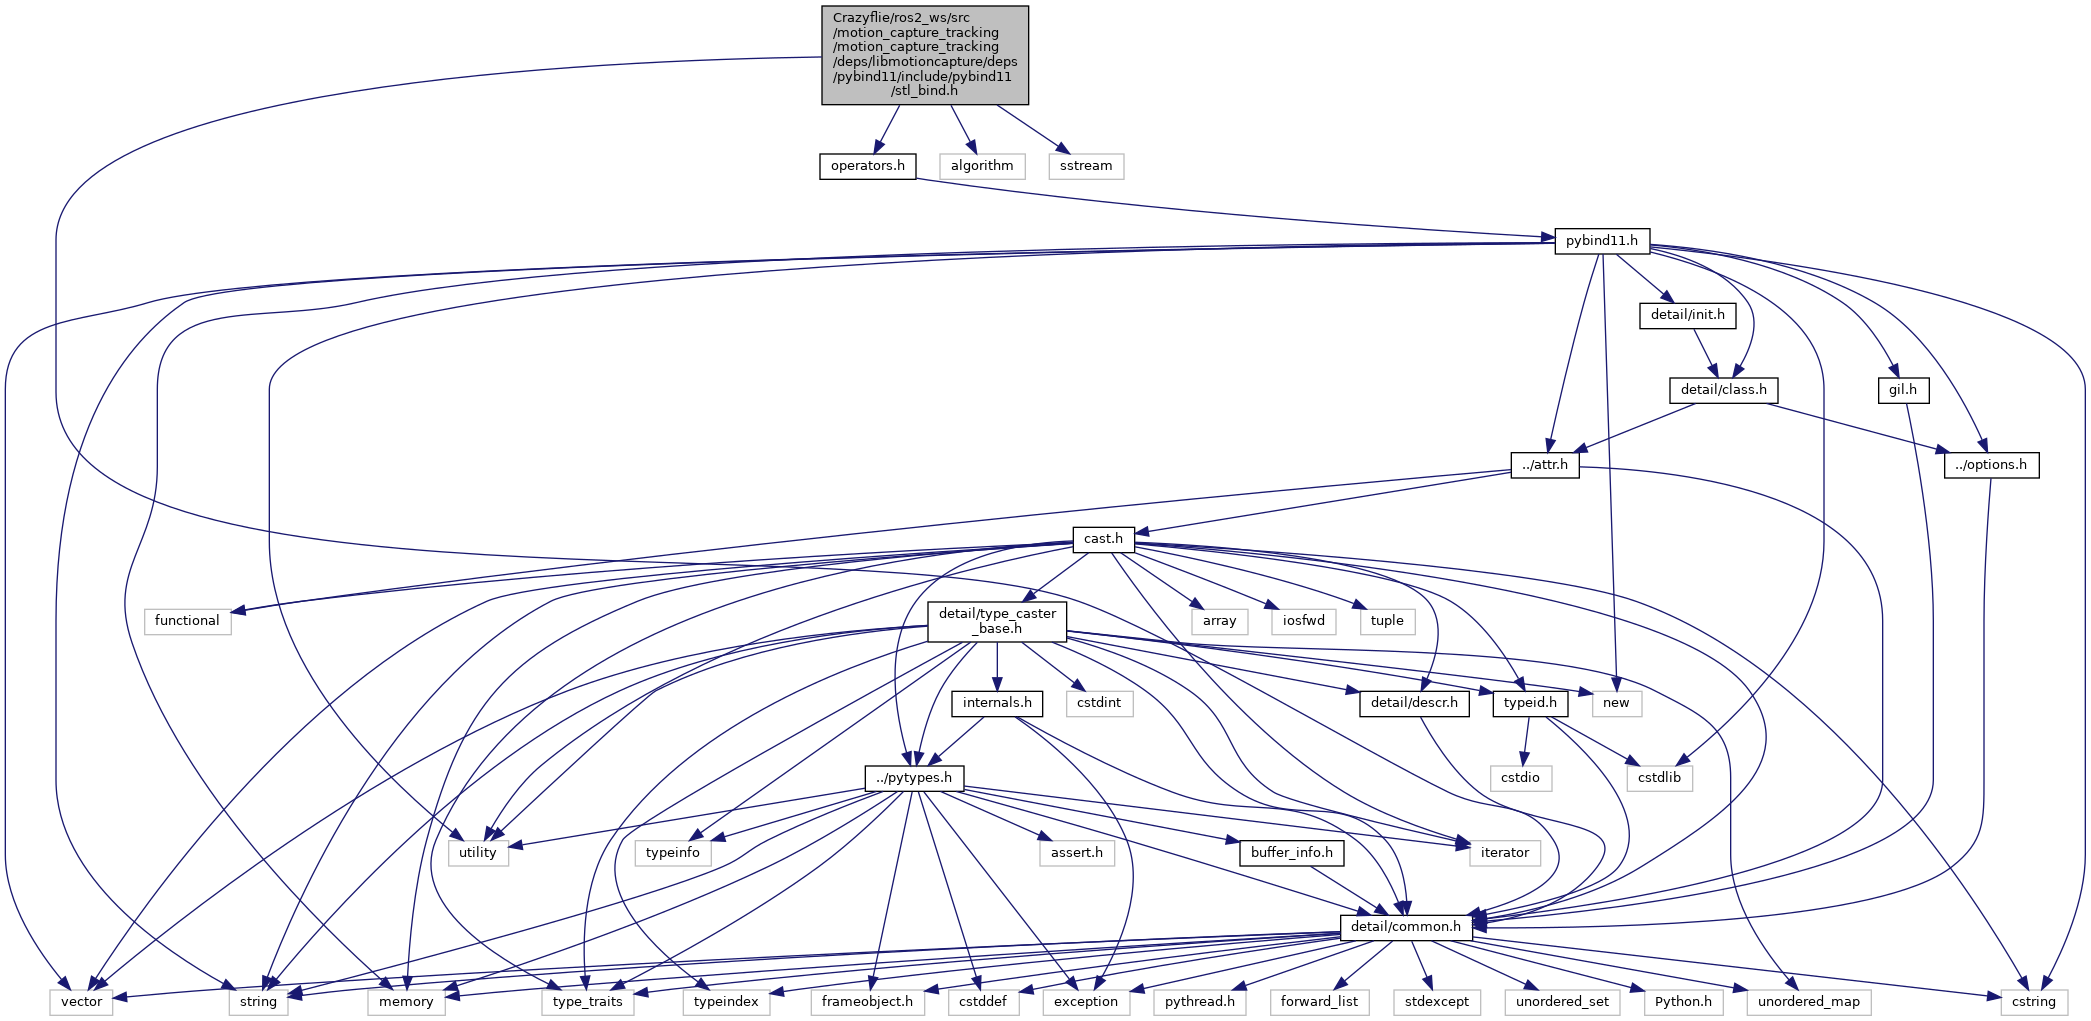 Crazyflie/ros2_ws/src
/motion_capture_tracking
/motion_capture_tracking
/deps/libmotioncapture/deps
/pybind11/include/pybind11
/stl_bind.h
operators.h
algorithm
sstream
pybind11.h
detail/init.h
detail/class.h
gil.h
../attr.h
../options.h
cast.h
functional
detail/type_caster
_base.h
array
iosfwd
tuple
internals.h
cstdint
detail/descr.h
typeid.h
new
../pytypes.h
cstdio
cstdlib
utility
typeinfo
assert.h
buffer_info.h
iterator
detail/common.h
vector
string
memory
type_traits
typeindex
frameobject.h
cstddef
exception
pythread.h
forward_list
stdexcept
unordered_set
Python.h
unordered_map
cstring